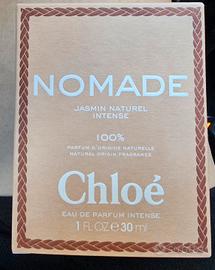 NOMADE
JASMIN NATUREL
INTENSE
100%
PARFUM D'ORIGINE NATURELLE
NATURAL ORIGIN FRAGRANCE
Chloé
EAU DE PARFUM INTENSE
1 FL OZ ℮ 30 ml